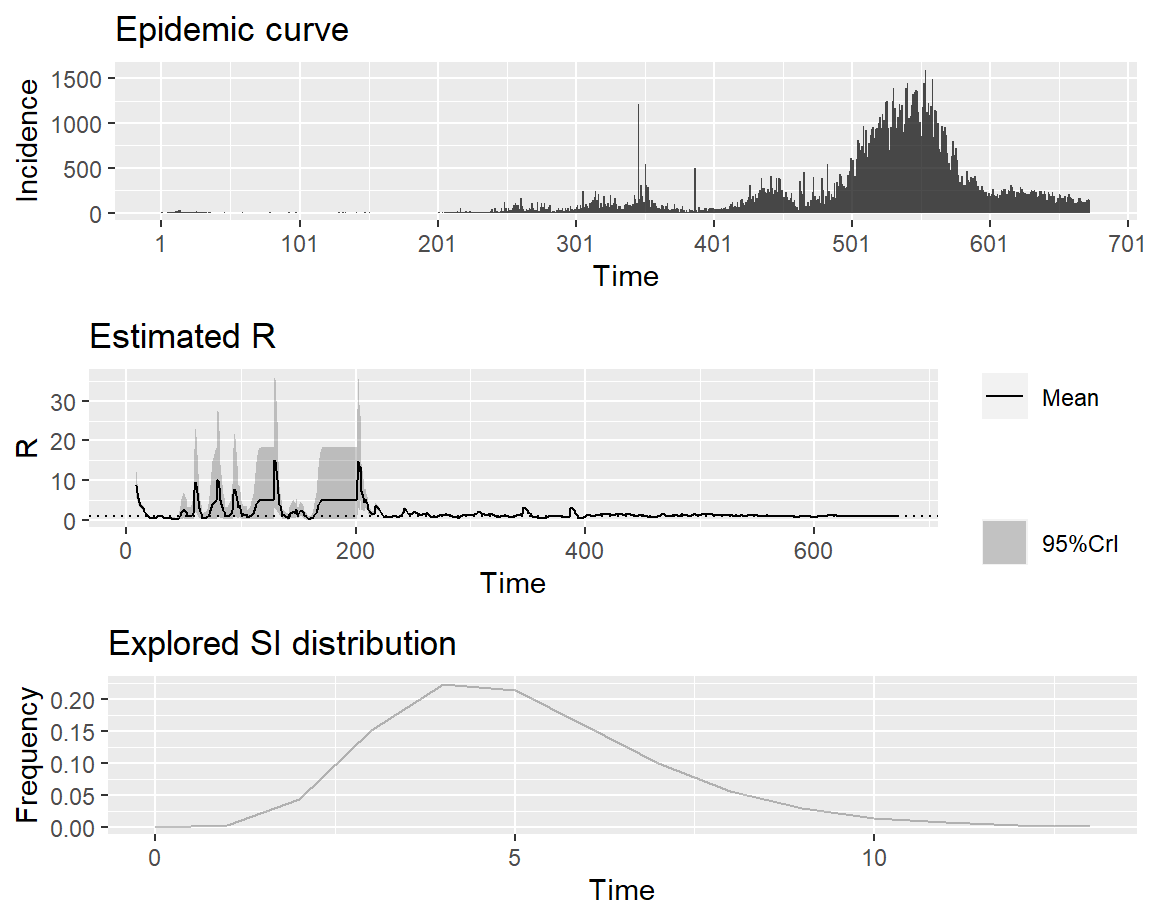 Epidemic curve
Incidence
1500
1000
500
0
1 101 201 301 401 501 601 701
Time
Estimated R
R
30
20
10
0
0 200 400 600
Time
Mean
95%CrI
Explored SI distribution
Frequency
0.20
0.15
0.10
0.05
0.00
0 5 10
Time